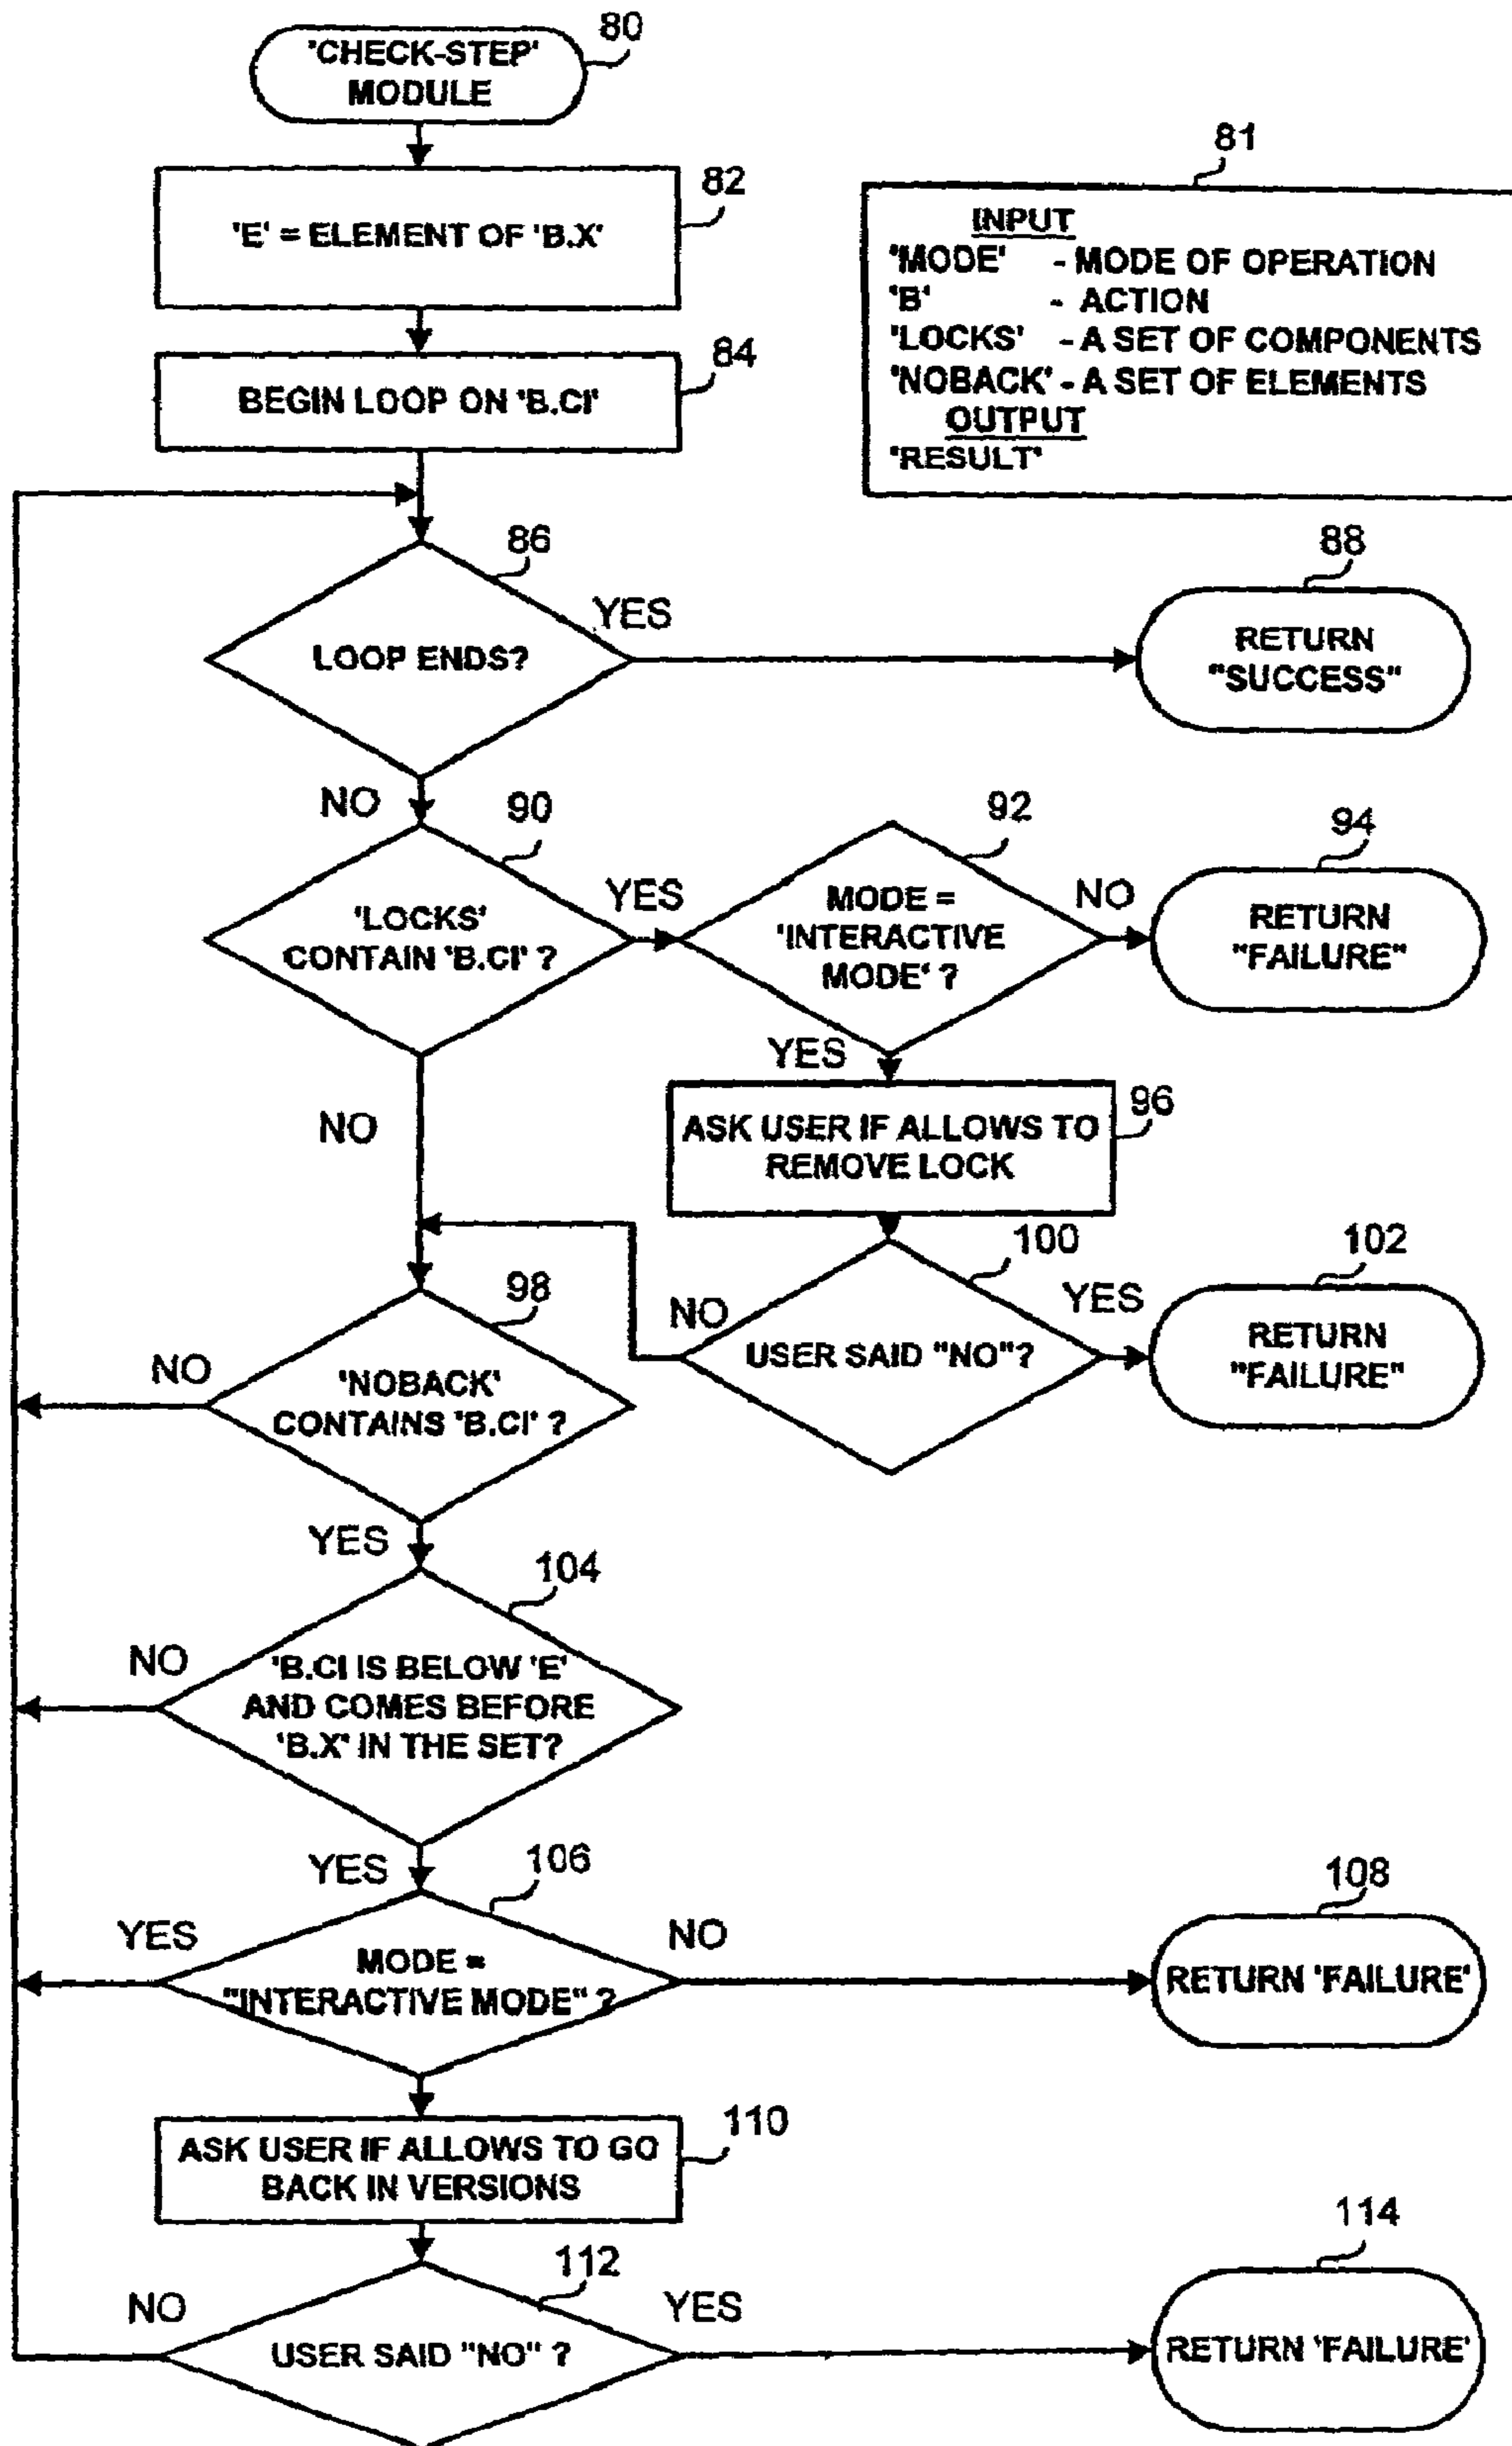 80
'CHECK-STEP'
MODULE
82
'E' = ELEMENT OF 'B.X'
81
INPUT
'MODE' - MODE OF OPERATION
'B' - ACTION
'LOCKS' - A SET OF COMPONENTS
'NOBACK' - A SET OF ELEMENTS
OUTPUT
'RESULT'
84
BEGIN LOOP ON 'B.CI'
86
LOOP ENDS?
YES
88
RETURN
"SUCCESS"
NO
90
'LOCKS'
CONTAIN 'B.CI' ?
YES
92
MODE =
'INTERACTIVE
MODE' ?
NO
94
RETURN
"FAILURE"
YES
NO
96
ASK USER IF ALLOWS TO
REMOVE LOCK
98
'NOBACK'
CONTAINS 'B.CI' ?
NO
100
USER SAID "NO"?
NO
YES
102
RETURN
"FAILURE"
YES
104
'B.CI IS BELOW 'E'
AND COMES BEFORE
'B.X' IN THE SET?
NO
YES
106
MODE =
"INTERACTIVE MODE" ?
YES
NO
108
RETURN 'FAILURE'
110
ASK USER IF ALLOWS TO GO
BACK IN VERSIONS
112
USER SAID "NO" ?
NO
YES
114
RETURN 'FAILURE'